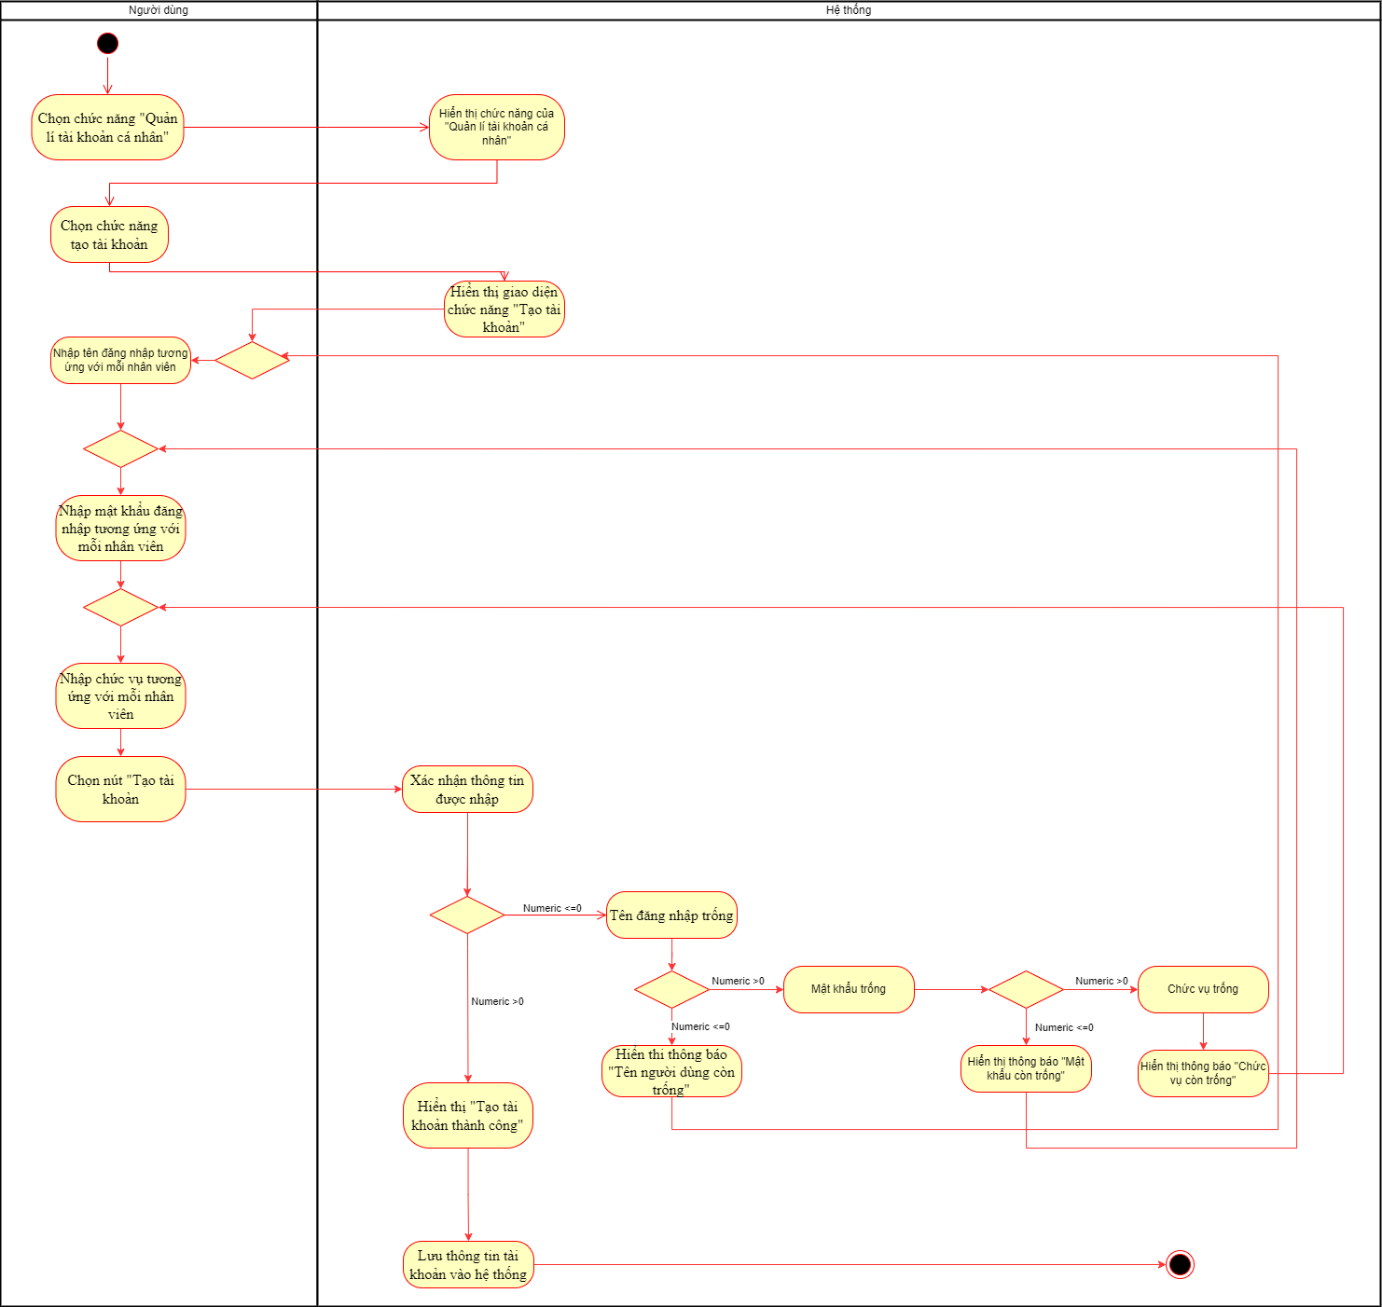 Người dùng
Hệ thống
Chọn chức năng "Quản
lí tài khoản cá nhân"
Hiển thị chức năng của
"Quản lí tài khoản cá
nhân"
Chọn chức năng
tạo tài khoản
Hiển thị giao diện
chức năng "Tạo tài
khoản"
Nhập tên đăng nhập tương
ứng với mỗi nhân viên
Nhập mật khẩu đăng
nhập tương ứng với
mỗi nhân viên
Nhập chức vụ tương
ứng với mỗi nhân
viên
Chọn nút "Tạo tài
khoản
Xác nhận thông tin
được nhập
Numeric <=0
Tên đăng nhập trống
Numeric >0
Mật khẩu trống
Numeric >0
Chức vụ trống
Numeric >0
Numeric <=0
Numeric <=0
Hiển thi thông báo
"Tên người dùng còn
trống"
Hiển thị thông báo "Mật
khẩu còn trống"
Hiển thị thông báo "Chức
vụ còn trống"
Hiển thị "Tạo tài
khoản thành công"
Lưu thông tin tài
khoản vào hệ thống